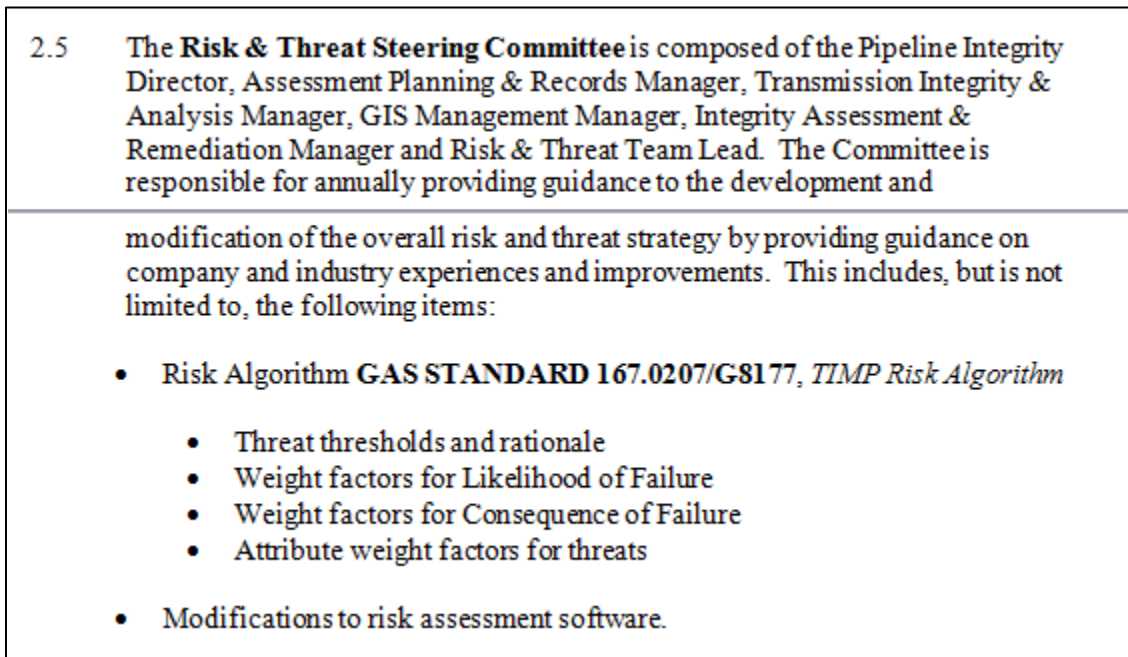 2.5 The Risk & Threat Steering Committee is composed of the Pipeline Integrity
Director, Assessment Planning & Records Manager, Transmission Integrity &
Analysis Manager, GIS Management Manager, Integrity Assessment &
Remediation Manager and Risk & Threat Team Lead. The Committee is
responsible for annually providing guidance to the development and
modification of the overall risk and threat strategy by providing guidance on
company and industry experiences and improvements. This includes, but is not
limited to, the following items:
• Risk Algorithm GAS STANDARD 167.0207/G8177, TIMP Risk Algorithm
• Threat thresholds and rationale
• Weight factors for Likelihood of Failure
• Weight factors for Consequence of Failure
• Attribute weight factors for threats
• Modifications to risk assessment software.